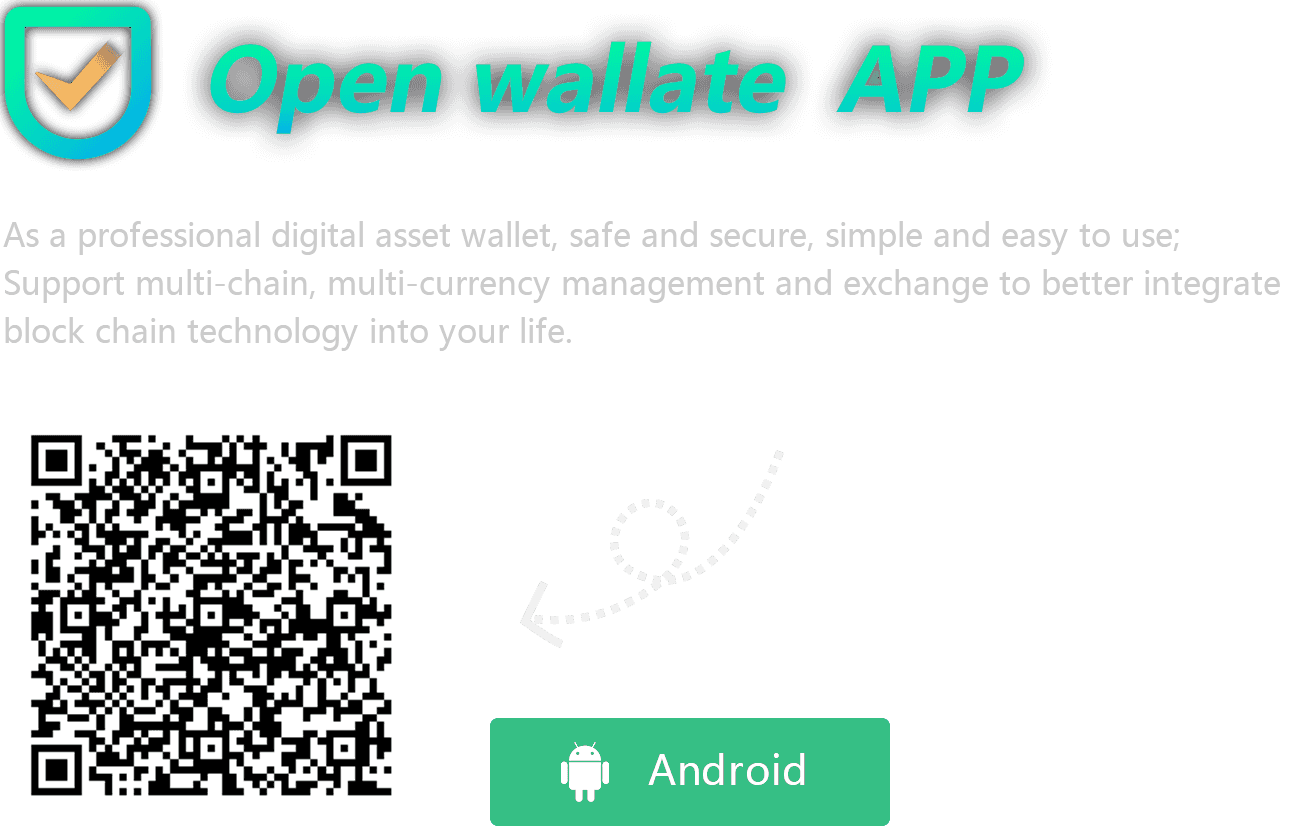 Open wallate APP
As a professional digital asset wallet, safe and secure, simple and easy to use;
Support multi-chain, multi-currency management and exchange to better integrate
block chain technology into your life.
Android